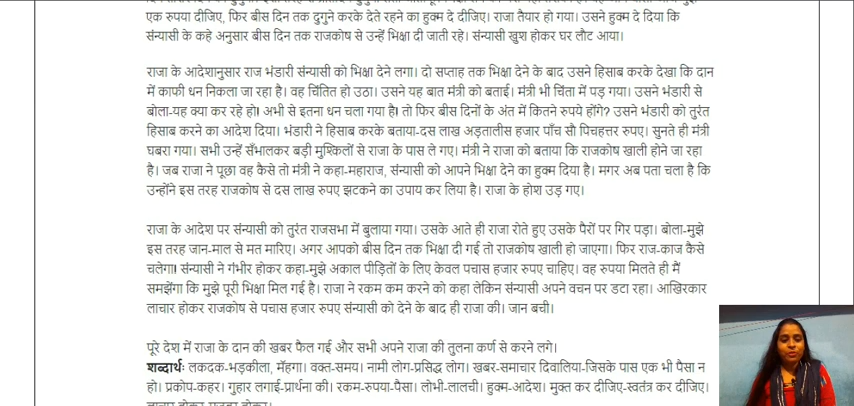 एक रुपया दीजिए, फिर बीस दिन तक दुगुने करके देते रहने का हुक्म दे दीजिए। राजा तैयार हो गया। उसने हुक्म दे दिया कि
संन्यासी के कहे अनुसार बीस दिन तक राजकोष से उन्हें भिक्षा दी जाती रहे। संन्यासी खुश होकर घर लौट आया।
राजा के आदेशानुसार राज भंडारी संन्यासी को भिक्षा देने लगा। दो सप्ताह तक भिक्षा देने के बाद उसने हिसाब करके देखा कि दान
में काफी धन निकला जा रहा है। वह चिंतित हो उठा। उसने यह बात मंत्री को बताई। मंत्री भी चिंता में पड़ गया। उसने भंडारी से
बोला-यह क्या कर रहे हो! अभी से इतना धन चला गया है! तो फिर बीस दिनों के अंत में कितने रुपये होंगे? उसने भंडारी को तुरंत
हिसाब करने का आदेश दिया। भंडारी ने हिसाब करके बताया-दस लाख अड़तालीस हजार पाँच सौ पिचहत्तर रुपए। सुनते ही मंत्री
घबरा गया। सभी उन्हें सँभालकर बड़ी मुश्किलों से राजा के पास ले गए। मंत्री ने राजा को बताया कि राजकोष खाली होने जा रहा
है। जब राजा ने पूछा वह कैसे तो मंत्री ने कहा-महाराज, संन्यासी को आपने भिक्षा देने का हुक्म दिया है। मगर अब पता चला है कि
उन्होंने इस तरह राजकोष से दस लाख रुपए झटकने का उपाय कर लिया है। राजा के होश उड़ गए।
राजा के आदेश पर संन्यासी को तुरंत राजसभा में बुलाया गया। उसके आते ही राजा रोते हुए उसके पैरों पर गिर पड़ा। बोला-मुझे
इस तरह जान-माल से मत मारिए। अगर आपको बीस दिन तक भिक्षा दी गई तो राजकोष खाली हो जाएगा। फिर राज-काज कैसे
चलेगा! संन्यासी ने गंभीर होकर कहा-मुझे अकाल पीड़ितों के लिए केवल पचास हजार रुपए चाहिए। वह रुपया मिलते ही मैं
समझेंगा कि मुझे पूरी भिक्षा मिल गई है। राजा ने रकम कम करने को कहा लेकिन संन्यासी अपने वचन पर डटा रहा। आखिरकार
लाचार होकर राजकोष से पचास हजार रुपए संन्यासी को देने के बाद ही राजा की। जान बची।
पूरे देश में राजा के दान की खबर फैल गई और सभी अपने राजा की तुलना कर्ण से करने लगे।
शब्दार्थः लकदक-भड़कीला, मँहगा। वक्त-समय। नामी लोग-प्रसिद्ध लोग। खबर-समाचार दिवालिया-जिसके पास एक भी पैसा न
हो। प्रकोप-कहर। गुहार लगाई-प्रार्थना की। रकम-रुपया-पैसा। लोभी-लालची। हुक्म-आदेश। मुक्त कर दीजिए-स्वतंत्र कर दीजिए।